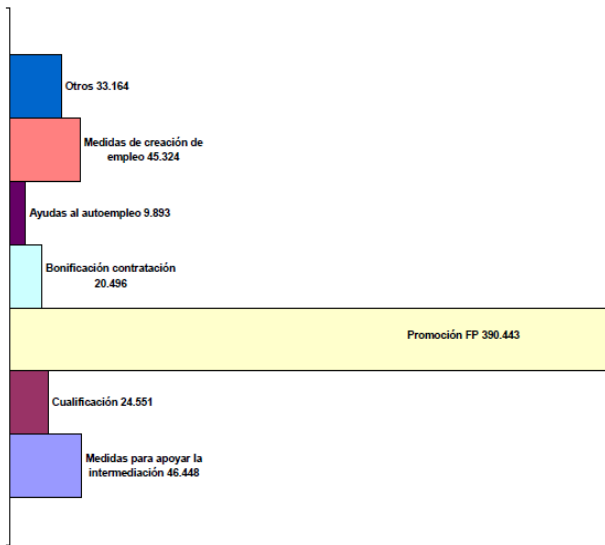 Otros 33.164
Medidas de creación de
empleo 45.324
Ayudas al autoempleo 9.893
Bonificación contratación
20.496
Promoción FP 390.443
Cualificación 24.551
Medidas para apoyar la
intermediación 46.448